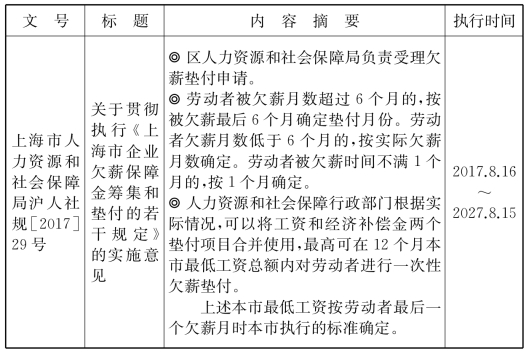 文 号
标 题
内 容 摘 要
执行时间
上海市人
力资源和
社会保障
局沪人社
规[2017]
29号
关于贯彻
执行《上
海市企业
欠薪保障
金筹集和
垫付的若
干规定》
的实施意
见
◎ 区人力资源和社会保障局负责受理欠
薪垫付申请。
◎ 劳动者被欠薪月数超过6个月的,按
被欠薪最后6个月确定垫付月份。劳动
者欠薪月数低于6个月的,按实际欠薪
月数确定。劳动者被欠薪时间不满1个
月的,按1个月确定。
◎ 人力资源和社会保障行政部门根据实
际情况,可以将工资和经济补偿金两个
垫付项目合并使用,最高可在12个月本
市最低工资总额内对劳动者进行一次性
欠薪垫付。
上述本市最低工资按劳动者最后一
个欠薪月时本市执行的标准确定。
2017.8.16
~
2027.8.15